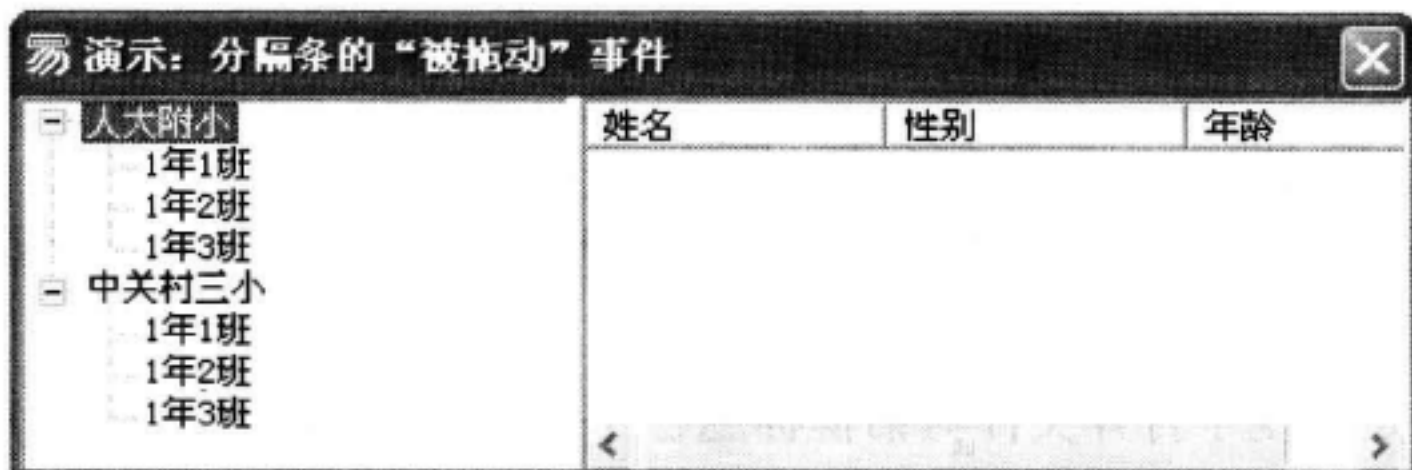 易 演示：分隔条的“被拖动”事件
人大附小
1年1班
1年2班
1年3班
中关村三小
1年1班
1年2班
1年3班
姓名 性别 年龄